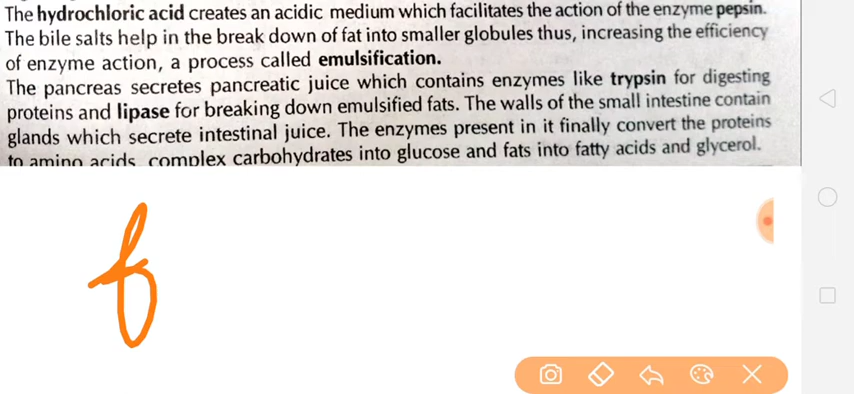 The hydrochloric acid creates an acidic medium which facilitates the action of the enzyme pepsin.
The bile salts help in the break down of fat into smaller globules thus, increasing the efficiency
of enzyme action, a process called emulsification.
The pancreas secretes pancreatic juice which contains enzymes like trypsin for digesting
proteins and lipase for breaking down emulsified fats. The walls of the small intestine contain
glands which secrete intestinal juice. The enzymes present in it finally convert the proteins
to amino acids, complex carbohydrates into glucose and fats into fatty acids and glycerol.